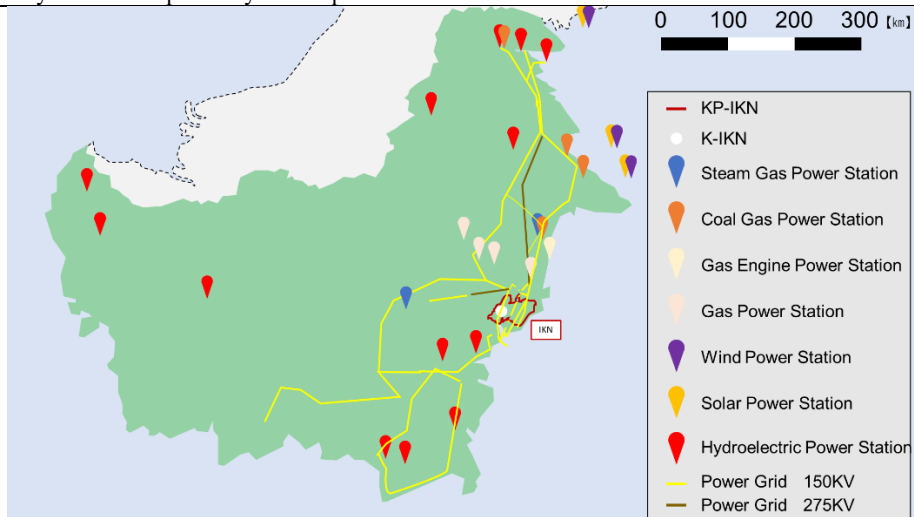 0 100 200 300 【km】
KP-IKN
K-IKN
Steam Gas Power Station
Coal Gas Power Station
Gas Engine Power Station
Gas Power Station
Wind Power Station
Solar Power Station
Hydroelectric Power Station
Power Grid 150KV
Power Grid 275KV
IKN